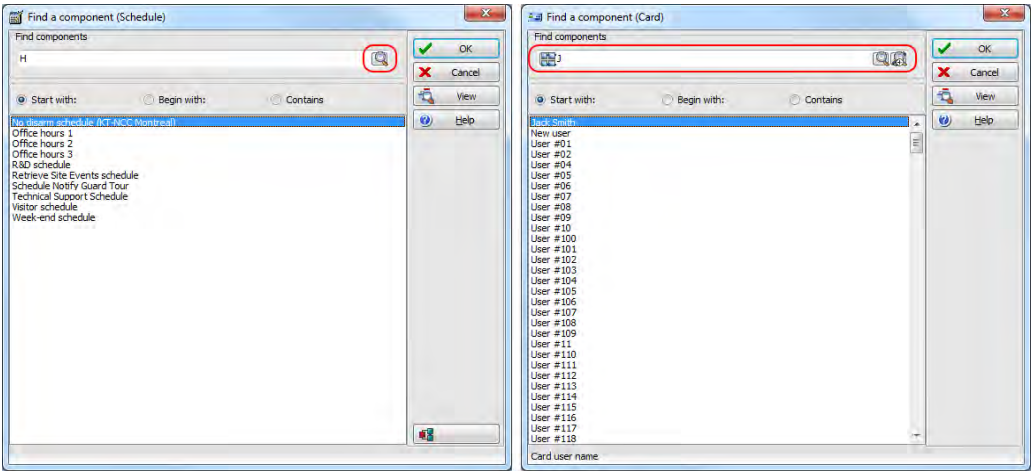 Find a component (Schedule)
Find components
H
OK
Cancel
Start with:
Begin with:
Contains
View
Help
No disarm schedule (KT-NCC Montreal)
Office hours 1
Office hours 2
Office hours 3
R&D schedule
Retrieve Site Events schedule
Schedule Notify Guard Tour
Technical Support Schedule
Visitor schedule
Week-end schedule
Find a component (Card)
Find components
J
OK
Cancel
Start with:
Begin with:
Contains
View
Help
Jack Smith
New user
User #01
User #02
User #04
User #05
User #06
User #07
User #08
User #09
User #10
User #100
User #101
User #102
User #103
User #104
User #105
User #106
User #107
User #108
User #109
User #11
User #110
User #111
User #112
User #113
User #114
User #115
User #116
User #117
User #118
Card user name